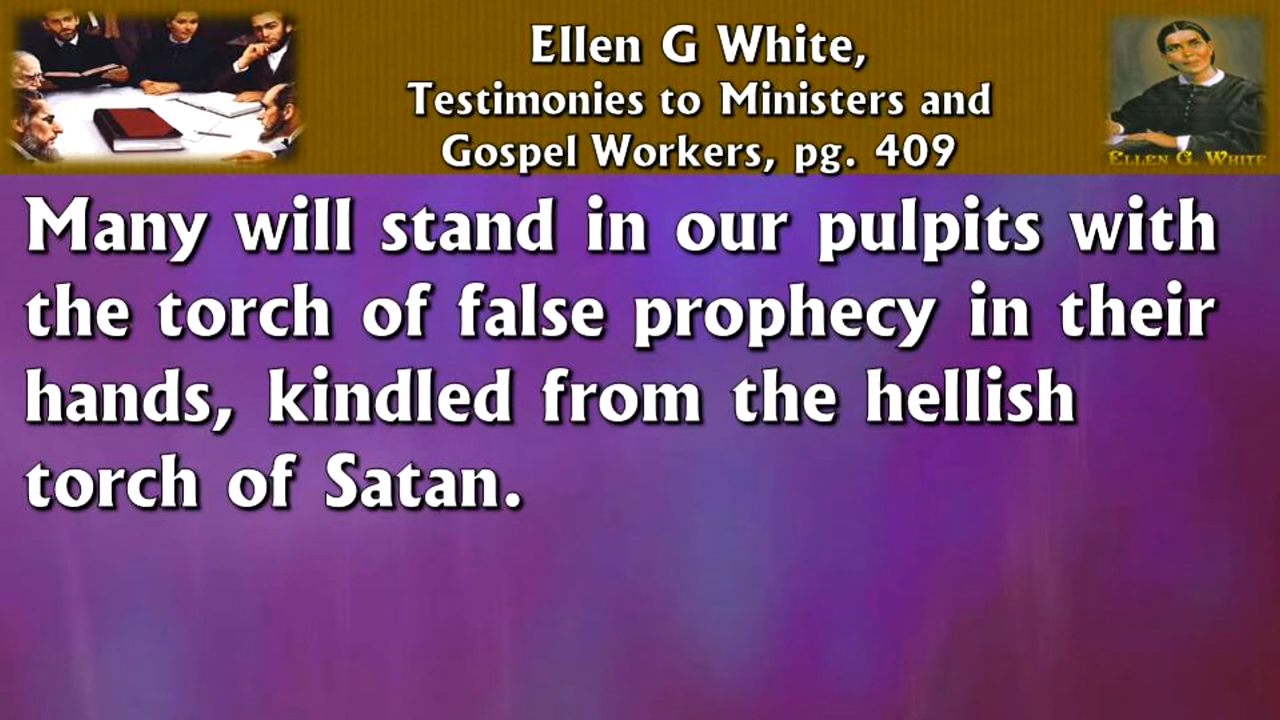 Ellen G White,
Testimonies to Ministers and
Gospel Workers, pg. 409
ELLEN G. WHITE
Many will stand in our pulpits with
the torch of false prophecy in their
hands, kindled from the hellish
torch of Satan.